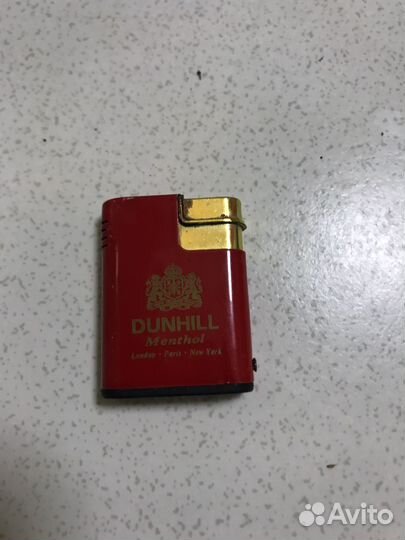 DUNHILL
Menthol
London · Paris · New York
Avito